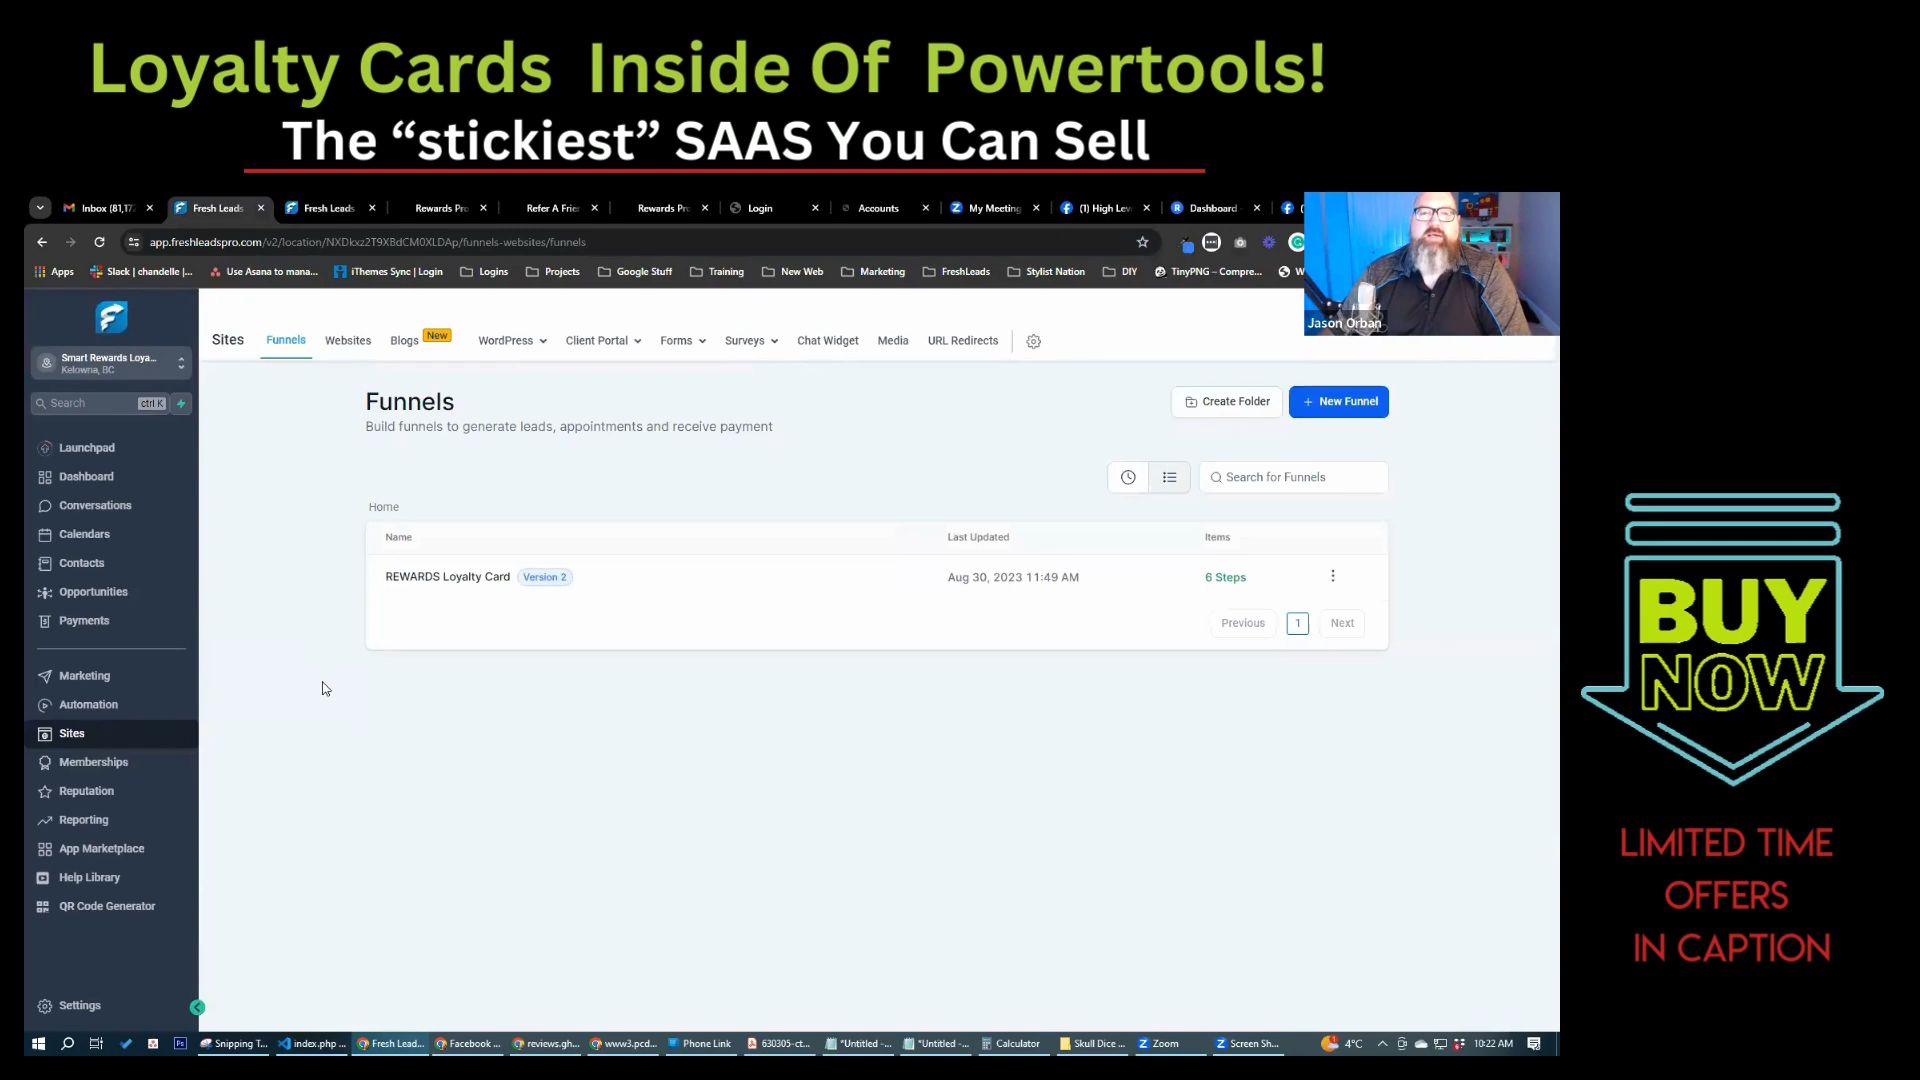 Loyalty Cards Inside Of Powertools!
The “stickiest” SAAS You Can Sell
Inbox (81,17
Fresh Leads
Fresh Leads
Rewards Pro
Refer A Frie
Rewards Pro
Login
Accounts
My Meeting
(1) High Lev
Dashboard
app.freshleadspro.com/v2/location/NXDkxz2T9XBdCM0XLDAp/funnels-websites/funnels
Apps
Slack | chandelle |...
Use Asana to mana...
iThemes Sync | Login
Logins
Projects
Google Stuff
Training
New Web
Marketing
FreshLeads
Stylist Nation
DIY
TinyPNG – Compre...
Jason Orban
Smart Rewards Loya...
Kelowna, BC
Search
ctrl K
Launchpad
Dashboard
Conversations
Calendars
Contacts
Opportunities
Payments
Marketing
Automation
Sites
Memberships
Reputation
Reporting
App Marketplace
Help Library
QR Code Generator
Settings
Sites
Funnels
Websites
Blogs
New
WordPress
Client Portal
Forms
Surveys
Chat Widget
Media
URL Redirects
Funnels
Build funnels to generate leads, appointments and receive payment
Create Folder
+ New Funnel
Search for Funnels
Home
Name
Last Updated
Items
REWARDS Loyalty Card
Version 2
Aug 30, 2023 11:49 AM
6 Steps
Previous
1
Next
BUY
NOW
LIMITED TIME
OFFERS
IN CAPTION
Snipping T...
index.php ...
Fresh Lead...
Facebook ...
reviews.gh...
www3.pcd...
Phone Link
630305-ct...
*Untitled -...
*Untitled -...
Calculator
Skull Dice ...
Zoom
Screen Sh...
4°C
10:22 AM